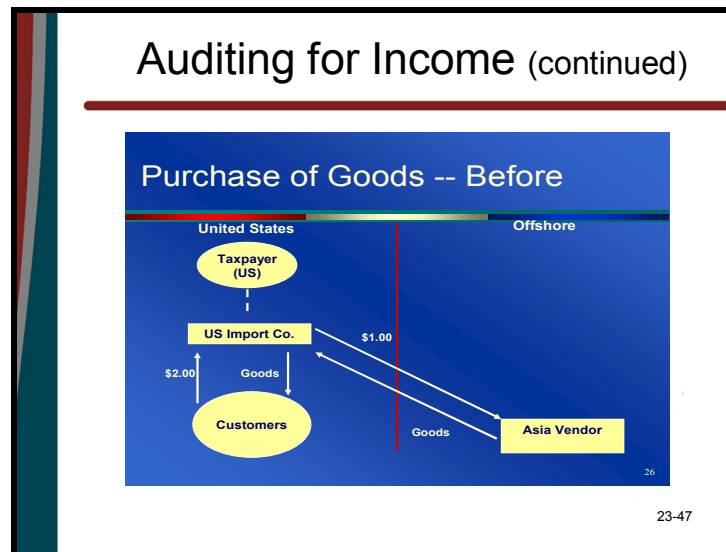 Auditing for Income (continued)
Purchase of Goods -- Before
United States
Offshore
Taxpayer
(US)
US Import Co.
$1.00
$2.00
Goods
Customers
Goods
Asia Vendor
26
23-47